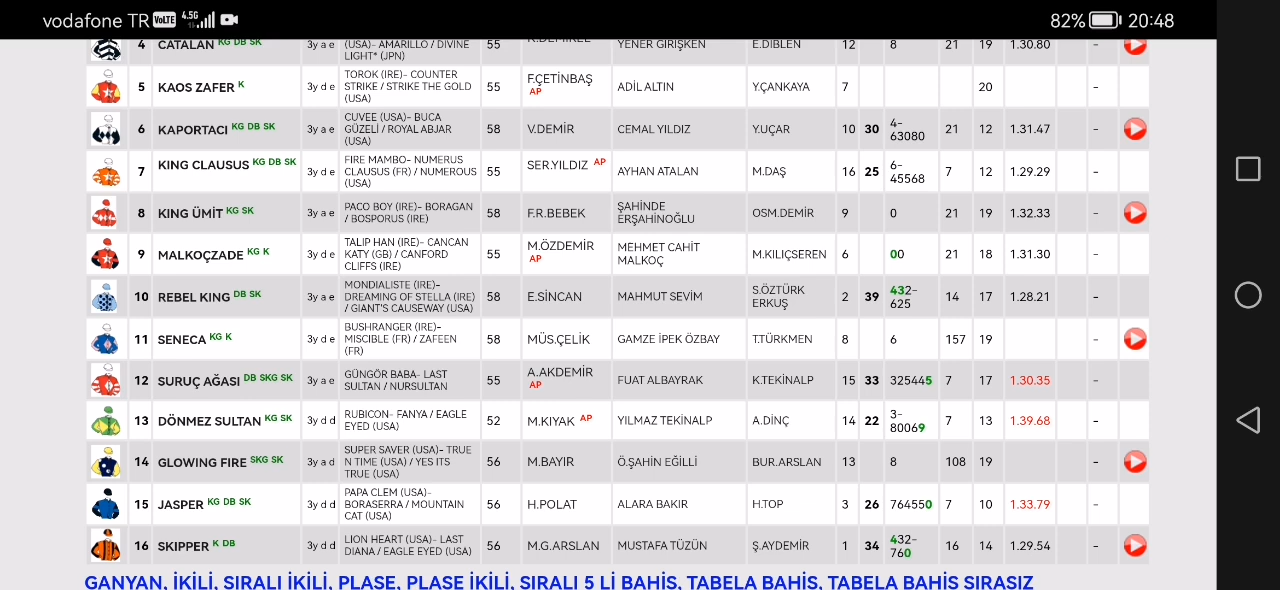 vodafone TR VoLTE 4.5G 82% 20:48
4 CATALAN KG DB SK 3y a e (USA)- AMARILLO / DIVINE LIGHT* (JPN) 55 R.DEMİREL YENER GİRİŞKEN E.DİBLEN 12 8 21 19 1.30.80 -
5 KAOS ZAFER K 3y d e TOROK (IRE)- COUNTER STRIKE / STRIKE THE GOLD (USA) 55 F.ÇETİNBAŞ AP ADİL ALTIN Y.ÇANKAYA 7 20 -
6 KAPORTACI KG DB SK 3y a e CUVEE (USA)- BUCA GÜZELİ / ROYAL ABJAR (USA) 58 V.DEMİR CEMAL YILDIZ Y.UÇAR 10 30 4-63080 21 12 1.31.47 -
7 KING CLAUSUS KG DB SK 3y d e FIRE MAMBO- NUMERUS CLAUSUS (FR) / NUMEROUS (USA) 55 SER.YILDIZ AP AYHAN ATALAN M.DAŞ 16 25 6-45568 7 12 1.29.29 -
8 KING ÜMİT KG SK 3y a e PACO BOY (IRE)- BORAGAN / BOSPORUS (IRE) 58 F.R.BEBEK ŞAHİNDE ERŞAHİNOĞLU OSM.DEMİR 9 0 21 19 1.32.33 -
9 MALKOÇZADE KG K 3y d e TALIP HAN (IRE)- CANCAN KATY (GB) / CANFORD CLIFFS (IRE) 55 M.ÖZDEMİR AP MEHMET CAHİT MALKOÇ M.KILIÇSEREN 6 00 21 18 1.31.30 -
10 REBEL KING DB SK 3y a e MONDIALISTE (IRE)- DREAMING OF STELLA (IRE) / GIANT'S CAUSEWAY (USA) 58 E.SİNCAN MAHMUT SEVİM S.ÖZTÜRK ERKUŞ 2 39 432-625 14 17 1.28.21 -
11 SENECA KG K 3y d e BUSHRANGER (IRE)- MISCIBLE (FR) / ZAFEEN (FR) 58 MÜS.ÇELİK GAMZE İPEK ÖZBAY T.TÜRKMEN 8 6 157 19 -
12 SURUÇ AĞASI DB SKG SK 3y a e GÜNGÖR BABA- LAST SULTAN / NURSULTAN 55 A.AKDEMİR AP FUAT ALBAYRAK K.TEKİNALP 15 33 325445 7 17 1.30.35 -
13 DÖNMEZ SULTAN KG SK 3y d d RUBICON- FANYA / EAGLE EYED (USA) 52 M.KIYAK AP YILMAZ TEKİNALP A.DİNÇ 14 22 3-80069 7 13 1.39.68 -
14 GLOWING FIRE SKG SK 3y a d SUPER SAVER (USA)- TRUE N TIME (USA) / YES ITS TRUE (USA) 56 M.BAYIR Ö.ŞAHİN EĞİLLİ BUR.ARSLAN 13 8 108 19 -
15 JASPER KG DB SK 3y d d PAPA CLEM (USA)- BORASERRA / MOUNTAIN CAT (USA) 56 H.POLAT ALARA BAKIR H.TOP 3 26 764550 7 10 1.33.79 -
16 SKIPPER K DB 3y d d LION HEART (USA)- LAST DIANA / EAGLE EYED (USA) 56 M.G.ARSLAN MUSTAFA TÜZÜN Ş.AYDEMİR 1 34 432-760 16 14 1.29.54 -
GANYAN, İKİLİ, SIRALI İKİLİ, PLASE, PLASE İKİLİ, SIRALI 5 Lİ BAHİS, TABELA BAHİS, TABELA BAHİS SIRASIZ